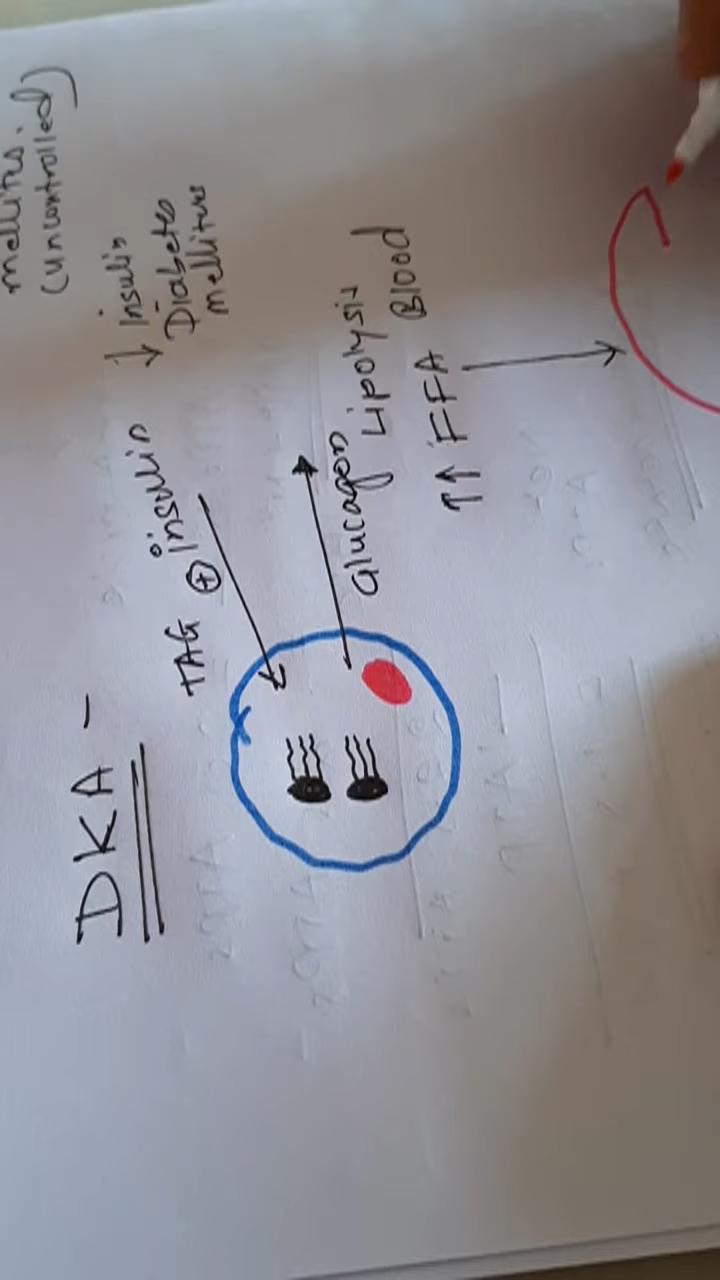 mellitus.
(uncontrolled)
DKA -
TAG ⊕ insulin
↓ Insulin
Diabetes
mellitus
Glucagon
Lipolysis
↑↑ FFA Blood